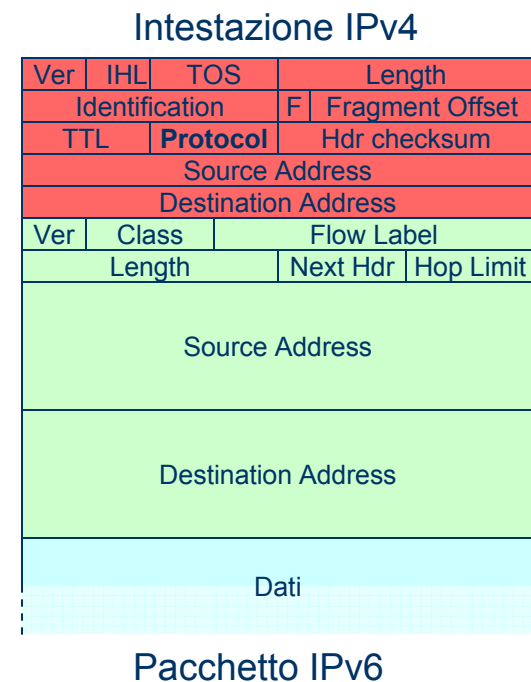 Intestazione IPv4
Ver IHL TOS Length
Identification F Fragment Offset
TTL Protocol Hdr checksum
Source Address
Destination Address
Ver Class Flow Label
Length Next Hdr Hop Limit
Source Address
Destination Address
Dati
Pacchetto IPv6